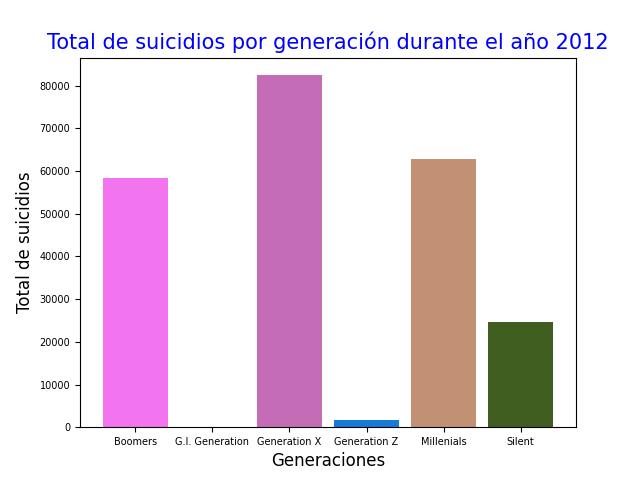 Total de suicidios por generación durante el año 2012
Total de suicidios
80000
70000
60000
50000
40000
30000
20000
10000
0
Boomers G.I. Generation Generation X Generation Z Millenials Silent
Generaciones